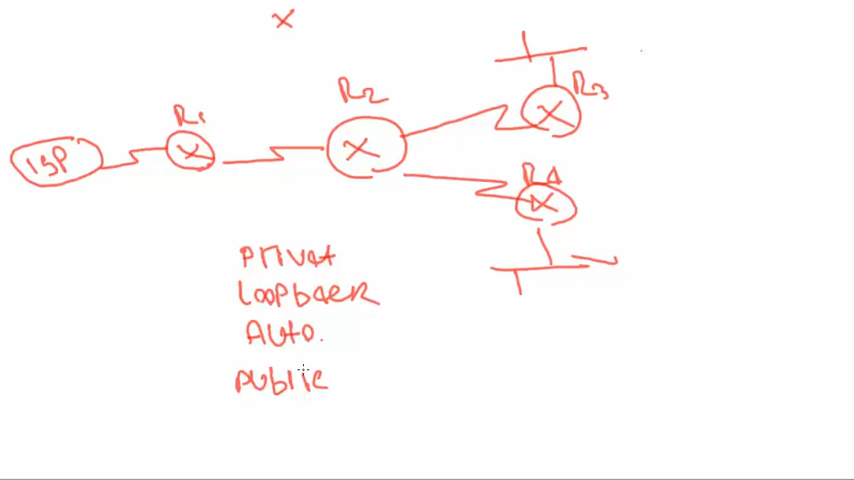 X
R2
R3
R1
ISP
R4
Privat
Loopback
Auto.
Public